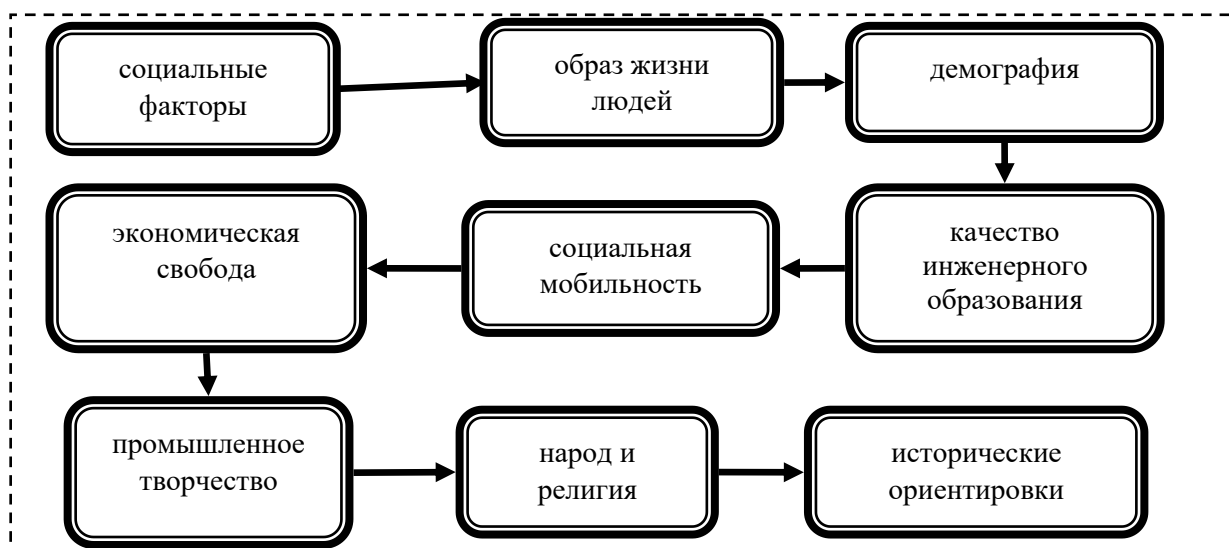 социальные
факторы
образ жизни
людей
демография
качество
инженерного
образования
социальная
мобильность
экономическая
свобода
промышленное
творчество
народ и
религия
исторические
ориентировки